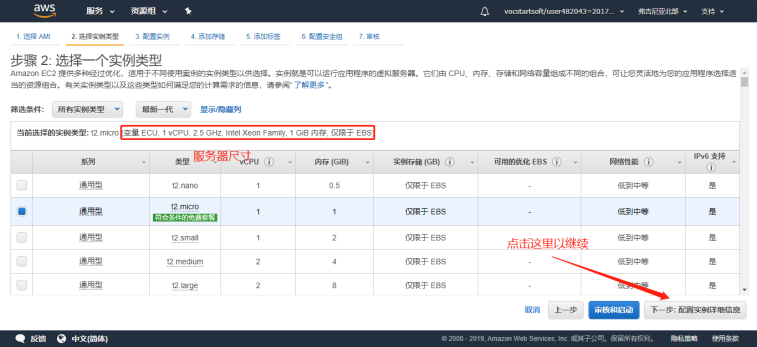 aws 服务 资源组 vocstartsoft/user482043=2017... 弗吉尼亚北部 支持
1. 选择 AMI 2. 选择实例类型 3. 配置实例 4. 添加存储 5. 添加标签 6. 配置安全组 7. 审核
步骤 2: 选择一个实例类型
Amazon EC2 提供多种经过优化，适用于不同使用案例的实例类型以供选择。实例就是可以运行应用程序的虚拟服务器。它们由 CPU、内存、存储和网络容量组成不同的组合，可让您灵活地为您的应用程序选择适
当的资源组合。有关实例类型以及这些类型如何满足您的计算需求的信息，请参阅"了解更多"。
筛选条件: 所有实例类型 最新一代 显示/隐藏列
当前选择的实例类型: t2.micro (变量 ECU, 1 vCPU, 2.5 GHz, Intel Xeon Family, 1 GiB 内存, 仅限于 EBS)
服务器尺寸
系列 类型 vCPU 内存 (GiB) 实例存储 (GB) 可用的优化 EBS 网络性能 IPv6 支持
通用型 t2.nano 1 0.5 仅限于 EBS - 低到中等 是
通用型 t2.micro 1 1 仅限于 EBS - 低到中等 是
符合条件的免费套餐
通用型 t2.small 1 2 仅限于 EBS - 低到中等 是
点击这里以继续
通用型 t2.medium 2 4 仅限于 EBS - 低到中等 是
通用型 t2.large 2 8 仅限于 EBS - 低到中等 是
取消 上一步 审核和启动 下一步: 配置实例详细信息
反馈 中文(简体) © 2008 - 2019, Amazon Web Services, Inc. 或其子公司。保留所有权利。 隐私策略 使用条款